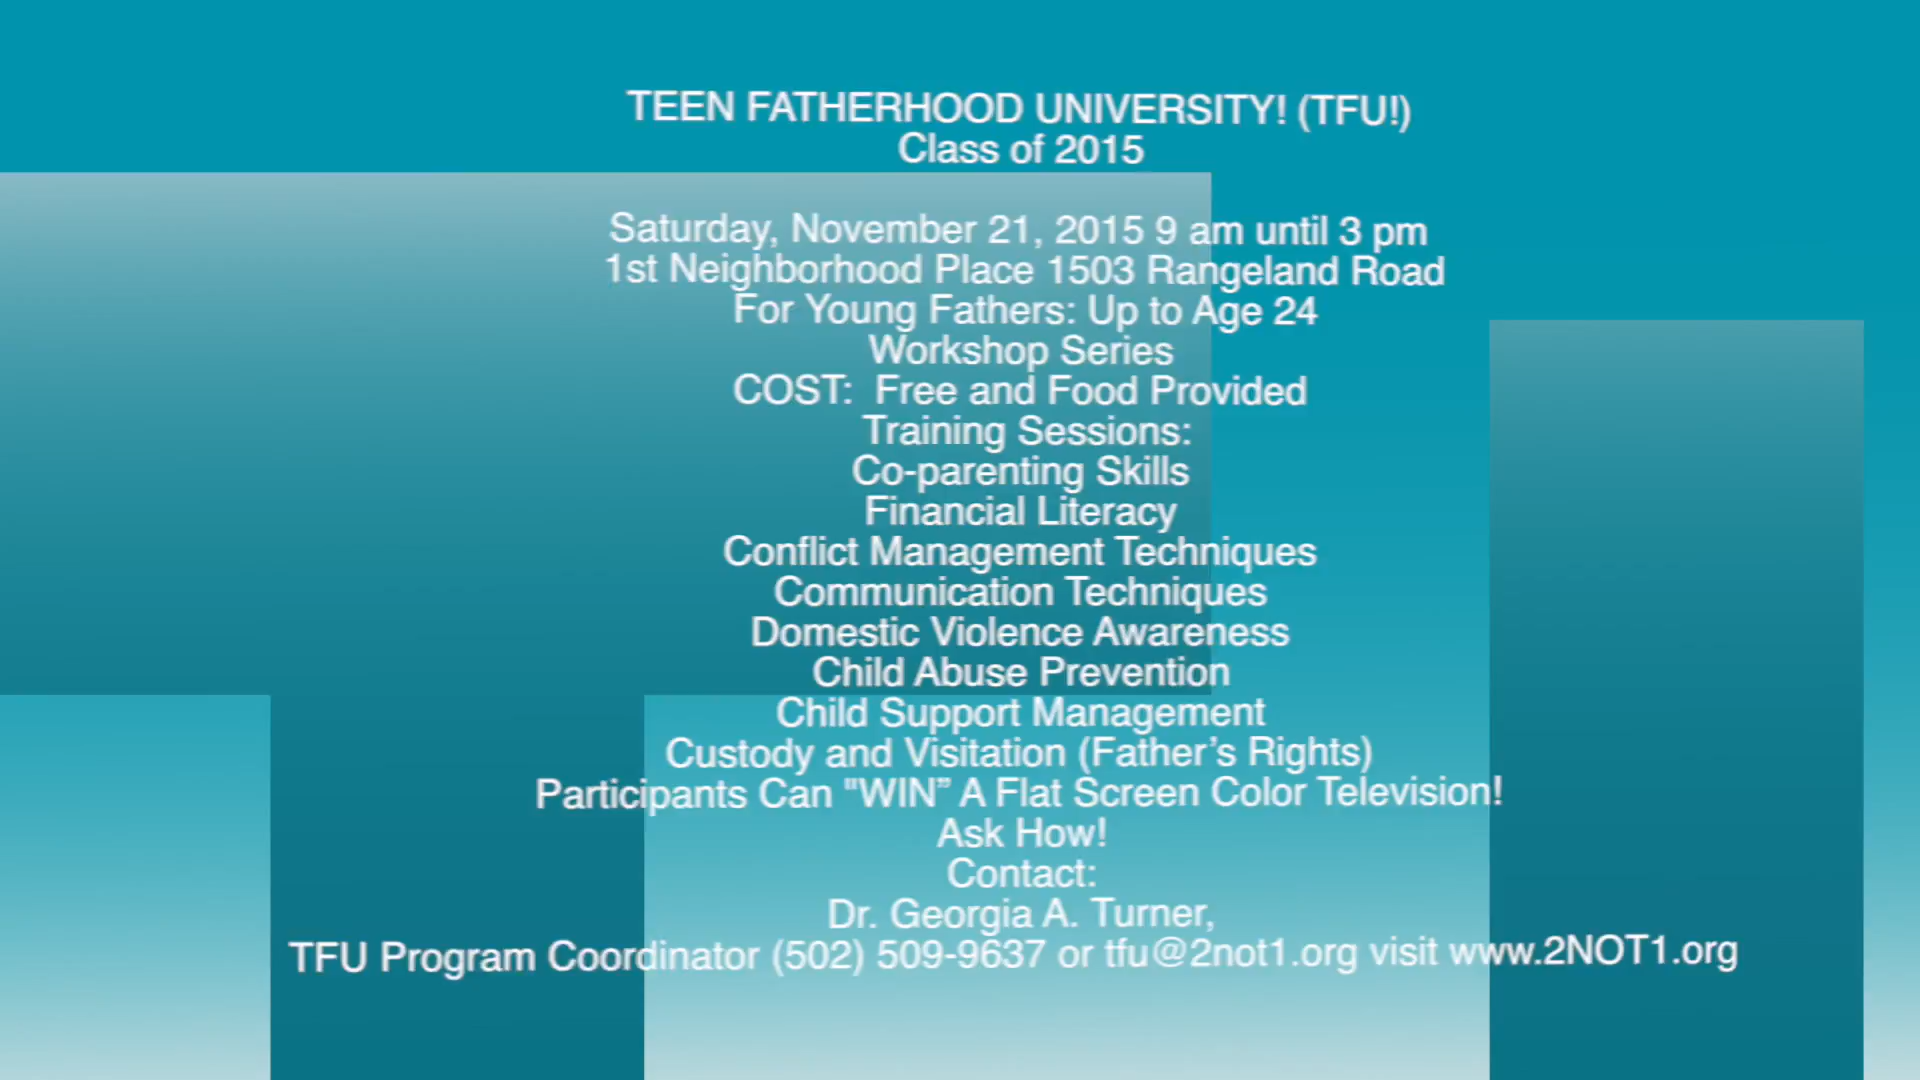 TEEN FATHERHOOD UNIVERSITY! (TFU!)
Class of 2015
Saturday, November 21, 2015 9 am until 3 pm
1st Neighborhood Place 1503 Rangeland Road
For Young Fathers: Up to Age 24
Workshop Series
COST:  Free and Food Provided
Training Sessions:
Co-parenting Skills
Financial Literacy
Conflict Management Techniques
Communication Techniques
Domestic Violence Awareness
Child Abuse Prevention
Child Support Management
Custody and Visitation (Father’s Rights)
Participants Can "WIN” A Flat Screen Color Television!
Ask How!
Contact:
Dr. Georgia A. Turner,
TFU Program Coordinator (502) 509-9637 or tfu@2not1.org visit www.2NOT1.org